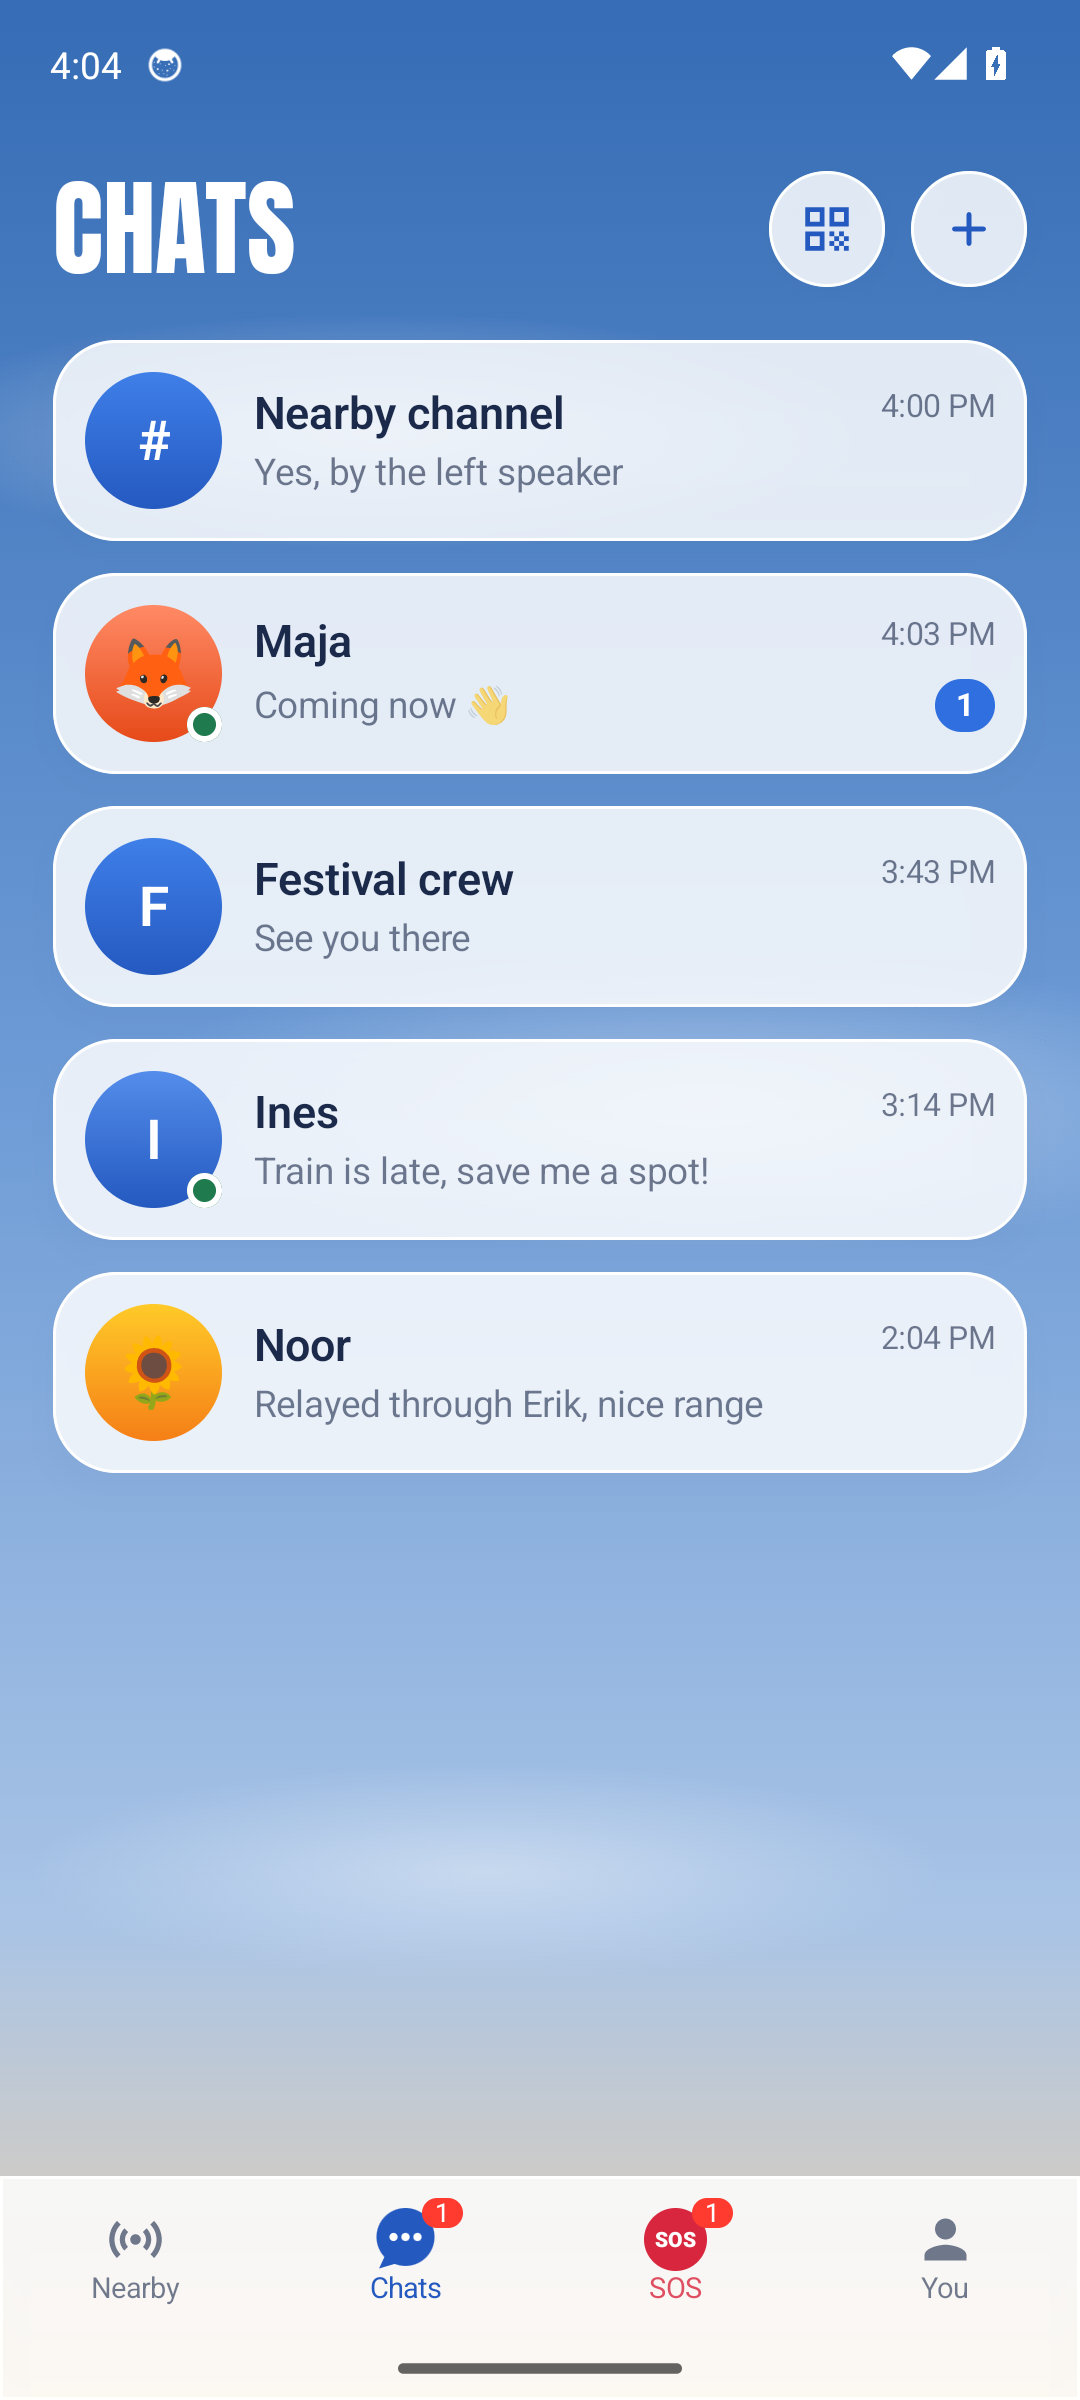 4:04
CHATS
#
Nearby channel
4:00 PM
Yes, by the left speaker
Maja
4:03 PM
Coming now 👋
1
F
Festival crew
3:43 PM
See you there
I
Ines
3:14 PM
Train is late, save me a spot!
Noor
2:04 PM
Relayed through Erik, nice range
1
SOS
1
Nearby
Chats
SOS
You